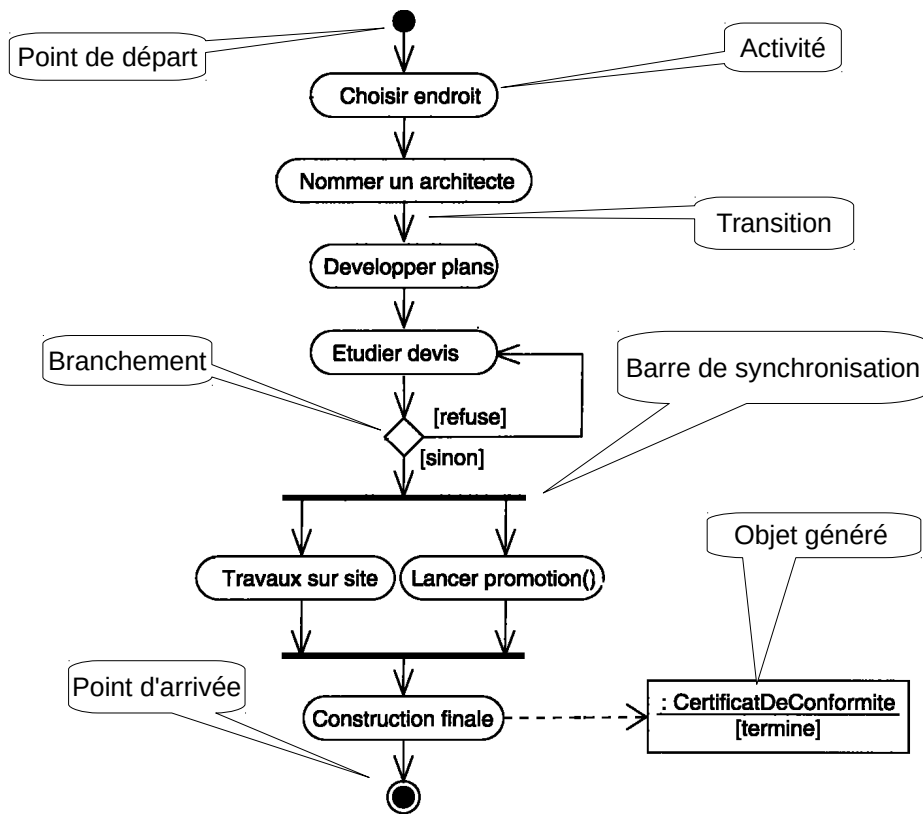 Point de départ
Activité
Choisir endroit
Nommer un architecte
Transition
Developper plans
Branchement
Etudier devis
Barre de synchronisation
[refuse]
[sinon]
Objet généré
Travaux sur site
Lancer promotion()
Point d'arrivée
: CertificatDeConformite
[termine]
Construction finale